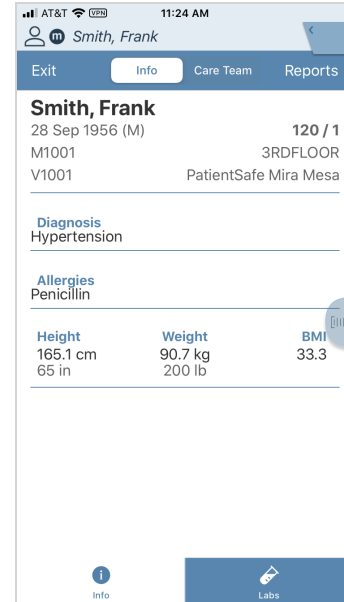 AT&T VPN 11:24 AM
m Smith, Frank
Exit Info Care Team Reports
Smith, Frank
28 Sep 1956 (M) 120 / 1
M1001 3RDFLOOR
V1001 PatientSafe Mira Mesa
Diagnosis
Hypertension
Allergies
Penicillin
Height Weight BMI
165.1 cm 90.7 kg 33.3
65 in 200 lb
Info Labs